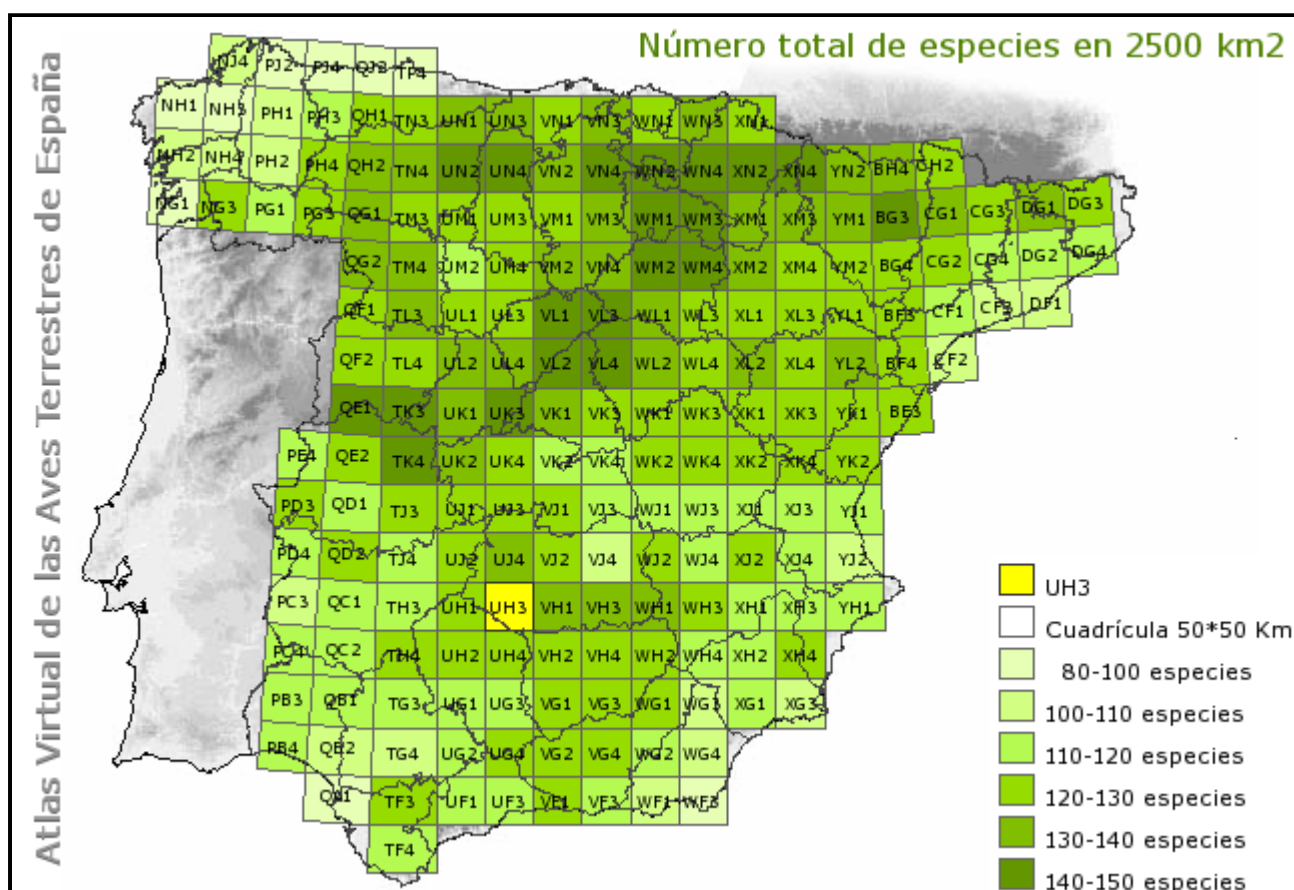 Número total de especies en 2500 km2
Atlas Virtual de las Aves Terrestres de España
NJ4 PJ2 PJ4 QJ2 TP4
NH1 NH3 PH1 PH3 QH1 TN3 UN1 UN3 VN1 VN3 WN1 WN3 XN1
NH2 NH4 PH2 PH4 QH2 TN4 UN2 UN4 VN2 VN4 WN2 WN4 XN2 XN4 YN2 BH4 CH2
NG1 NG3 PG1 PG3 QG1 TM3 UM1 UM3 VM1 VM3 WM1 WM3 XM1 XM3 YM1 BG3 CG1 CG3 DG1 DG3
QG2 TM4 UM2 UM4 VM2 VN4 WM2 WM4 XM2 XM4 YM2 BG4 CG2 CG4 DG2 DG4
QF1 TL3 UL1 UL3 VL1 VL3 WL1 WL3 XL1 XL3 YL1 BF3 CF1 CF3 DF1
QF2 TL4 UL2 UL4 VL2 VL4 WL2 WL4 XL2 XL4 YL2 BF4 CF2
QE1 TK3 UK1 UK3 VK1 VK3 WK1 WK3 XK1 XK3 YK1 BE3
PE4 QE2 TK4 UK2 UK4 VK2 VK4 WK2 WK4 XK2 XK4 YK2
PD3 QD1 TJ3 UJ1 UJ3 VJ1 VJ3 WJ1 WJ3 XJ1 XJ3 YJ1
PD4 QD2 TJ4 UJ2 UJ4 VJ2 VJ4 WJ2 WJ4 XJ2 XJ4 YJ2
PC3 QC1 TH3 UH1 UH3 VH1 VH3 WH1 WH3 XH1 XH3 YH1
PC4 QC2 TH4 UH2 UH4 VH2 VH4 WH2 WH4 XH2 XH4
PB3 QB1 TG3 UG1 UG3 VG1 VG3 WG1 WG3 XG1 XG3
PB4 QB2 TG4 UG2 UG4 VG2 VG4 WG2 WG4
TF3 UF1 UF3 VF1 VF3 WF1 WF3
TF4
UH3
Cuadrícula 50*50 Km
80-100 especies
100-110 especies
110-120 especies
120-130 especies
130-140 especies
140-150 especies